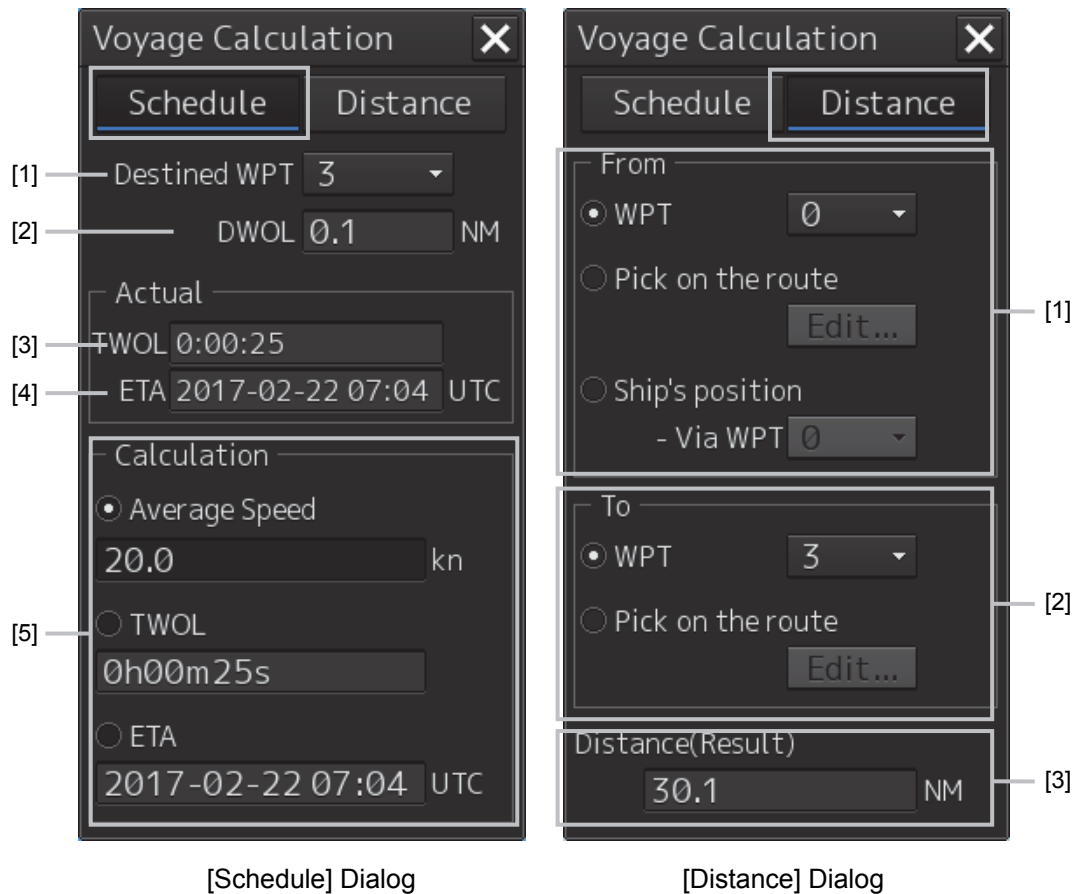 Voyage Calculation
Schedule Distance
[1] Destined WPT 3
[2] DWOL 0.1 NM
Actual
[3] TWOL 0:00:25
[4] ETA 2017-02-22 07:04 UTC
Calculation
Average Speed
20.0 kn
[5] TWOL
0h00m25s
ETA
2017-02-22 07:04 UTC
[Schedule] Dialog
Voyage Calculation
Schedule Distance
From
WPT 0
Pick on the route
[1]
Edit...
Ship's position
- Via WPT 0
To
WPT 3
[2]
Pick on the route
Edit...
Distance(Result)
30.1 NM [3]
[Distance] Dialog